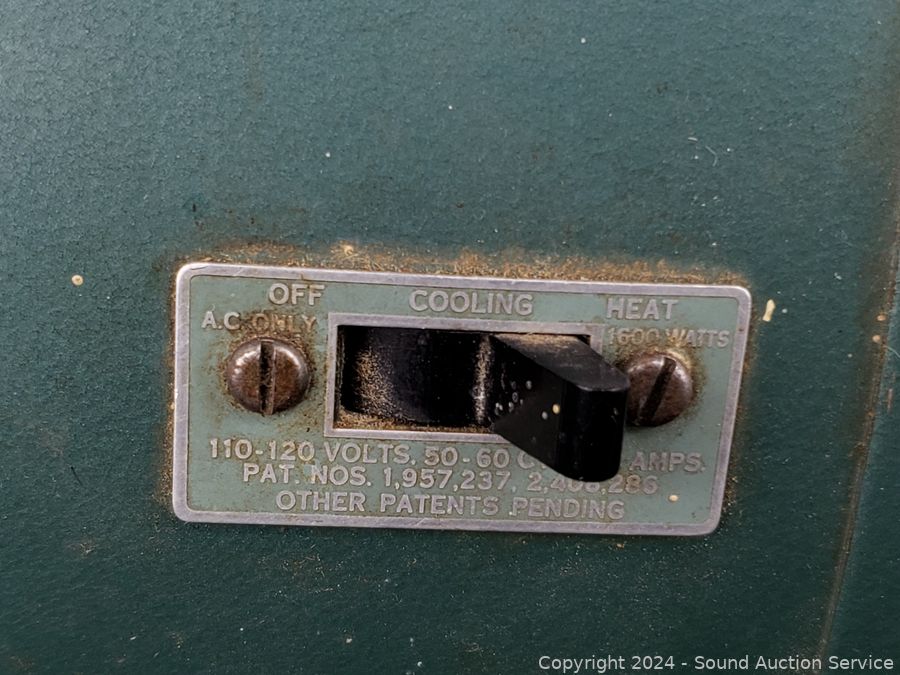 OFF COOLING HEAT
A.C. ONLY 1600 WATTS
110-120 VOLTS. 50-60 AMPS.
PAT. NOS. 1,957,237,
OTHER PATENTS PENDING
Copyright © 2024 - Sound Auction Service